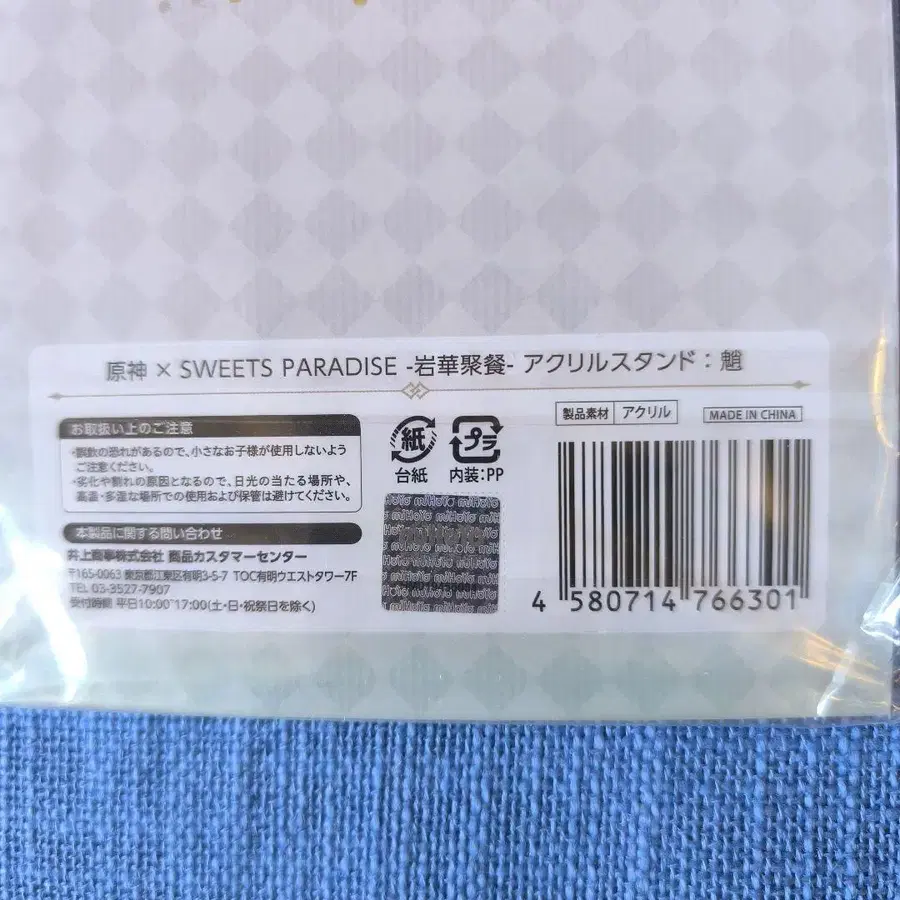 原神 × SWEETS PARADISE -岩華聚餐- アクリルスタンド：魈
お取扱い上のご注意
・誤飲の恐れがあるので、小さなお子様が使用しないよう
ご注意ください。
・劣化や割れの原因となるので、日光の当たる場所や、
高温・多湿な場所での使用および保管は避けてください。
本製品に関する問い合わせ
井上商事株式会社 商品カスタマーセンター
〒165-0063 東京都江東区有明3-5-7 TOC有明ウエストタワー7F
TEL 03-3527-7907
受付時間 平日10:00~17:00(土・日・祝祭日を除く)
紙
台紙
プラ
内装:PP
miHoYo
製品素材 アクリル
MADE IN CHINA
4 580714 766301